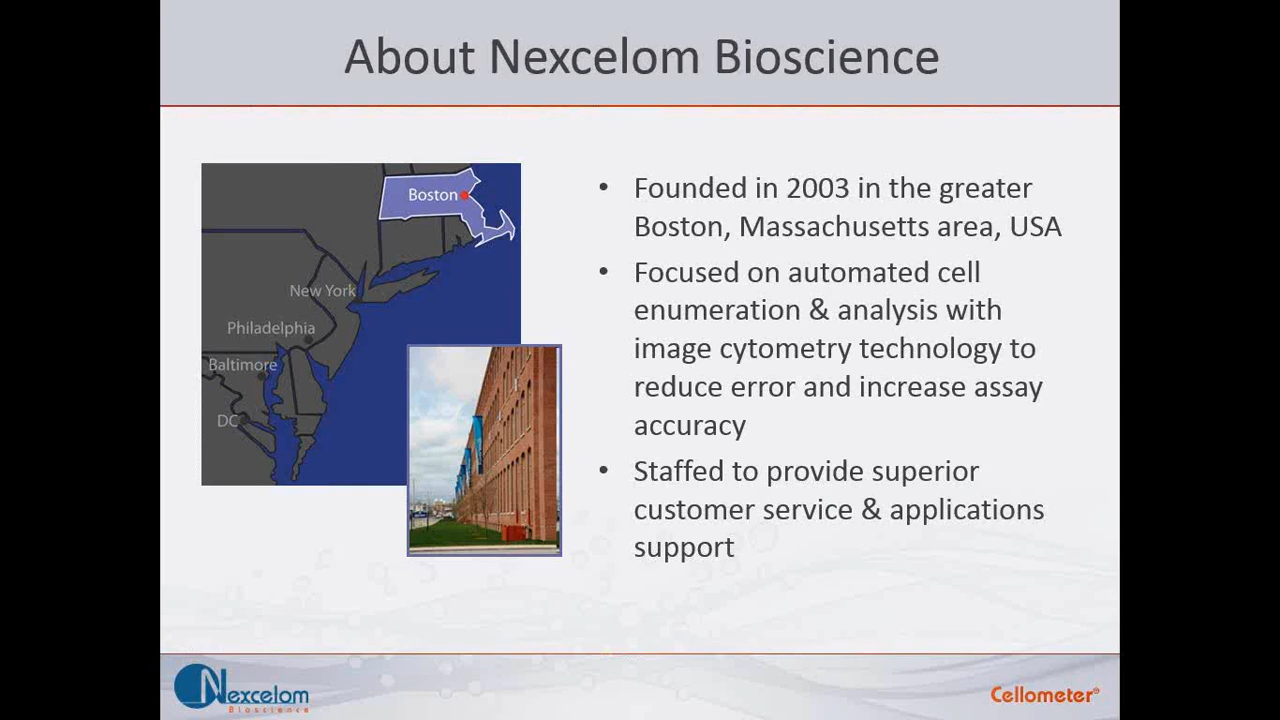 About Nexcelom Bioscience
Boston
New York
Philadelphia
Baltimore
DC
• Founded in 2003 in the greater
Boston, Massachusetts area, USA
• Focused on automated cell
enumeration & analysis with
image cytometry technology to
reduce error and increase assay
accuracy
• Staffed to provide superior
customer service & applications
support
Nexcelom
Bioscience
Cellometer®